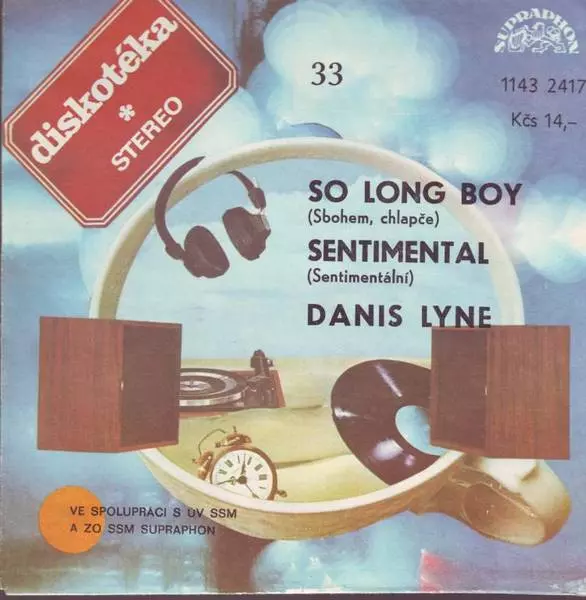 SUPRAPHON
diskotéka
*
STEREO
33
1143 2417
Kčs 14,–
SO LONG BOY
(Sbohem, chlapče)
SENTIMENTAL
(Sentimentální)
DANIS LYNE
VE SPOLUPRÁCI S ÚV SSM
A ZO SSM SUPRAPHON